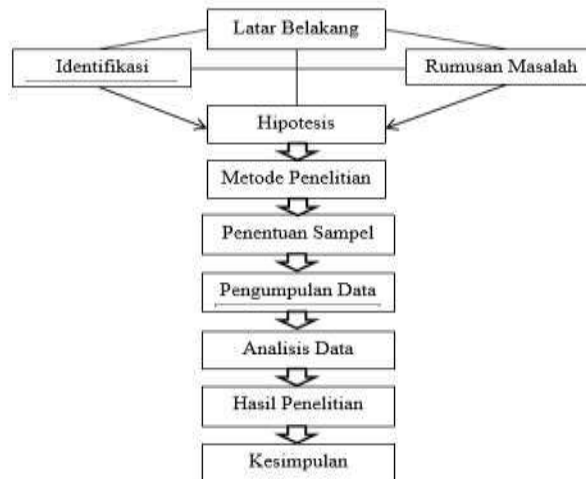 Latar Belakang
Identifikasi
Rumusan Masalah
Hipotesis
Metode Penelitian
Penentuan Sampel
Pengumpulan Data
Analisis Data
Hasil Penelitian
Kesimpulan